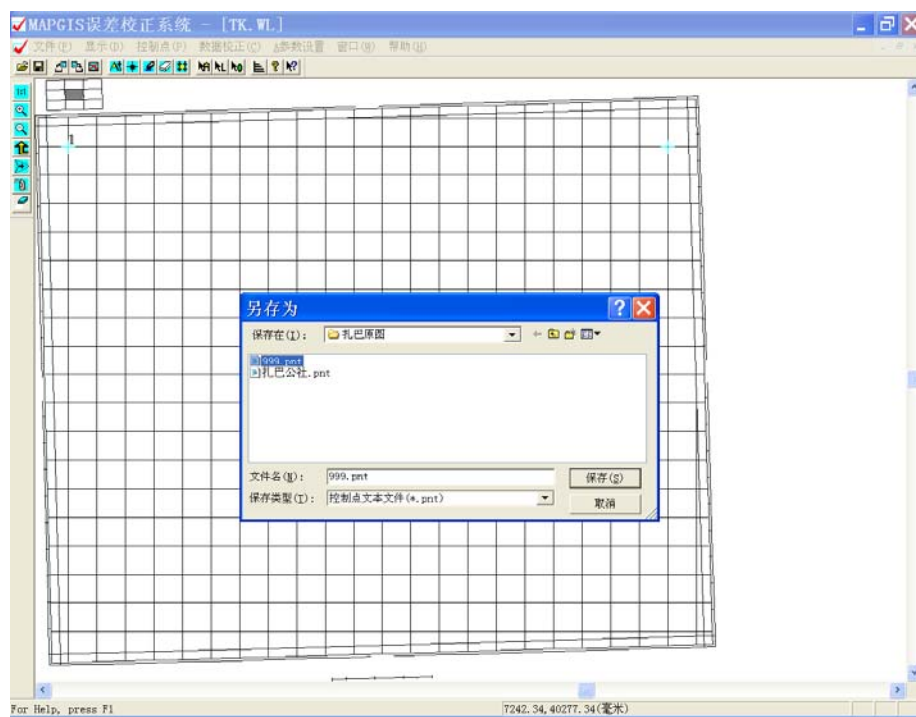 MAPGIS误差校正系统 - [TK.WL]
文件(F) 显示(D) 控制点(P) 数据校正(C) 参数设置 窗口(W) 帮助(H)
1:1
1
另存为
保存在(I): 扎巴原图
999.pnt
扎巴公社.pnt
文件名(N): 999.pnt 保存(S)
保存类型(T): 控制点文本文件(*.pnt) 取消
For Help, press F1 7242.34,40277.34(毫米)